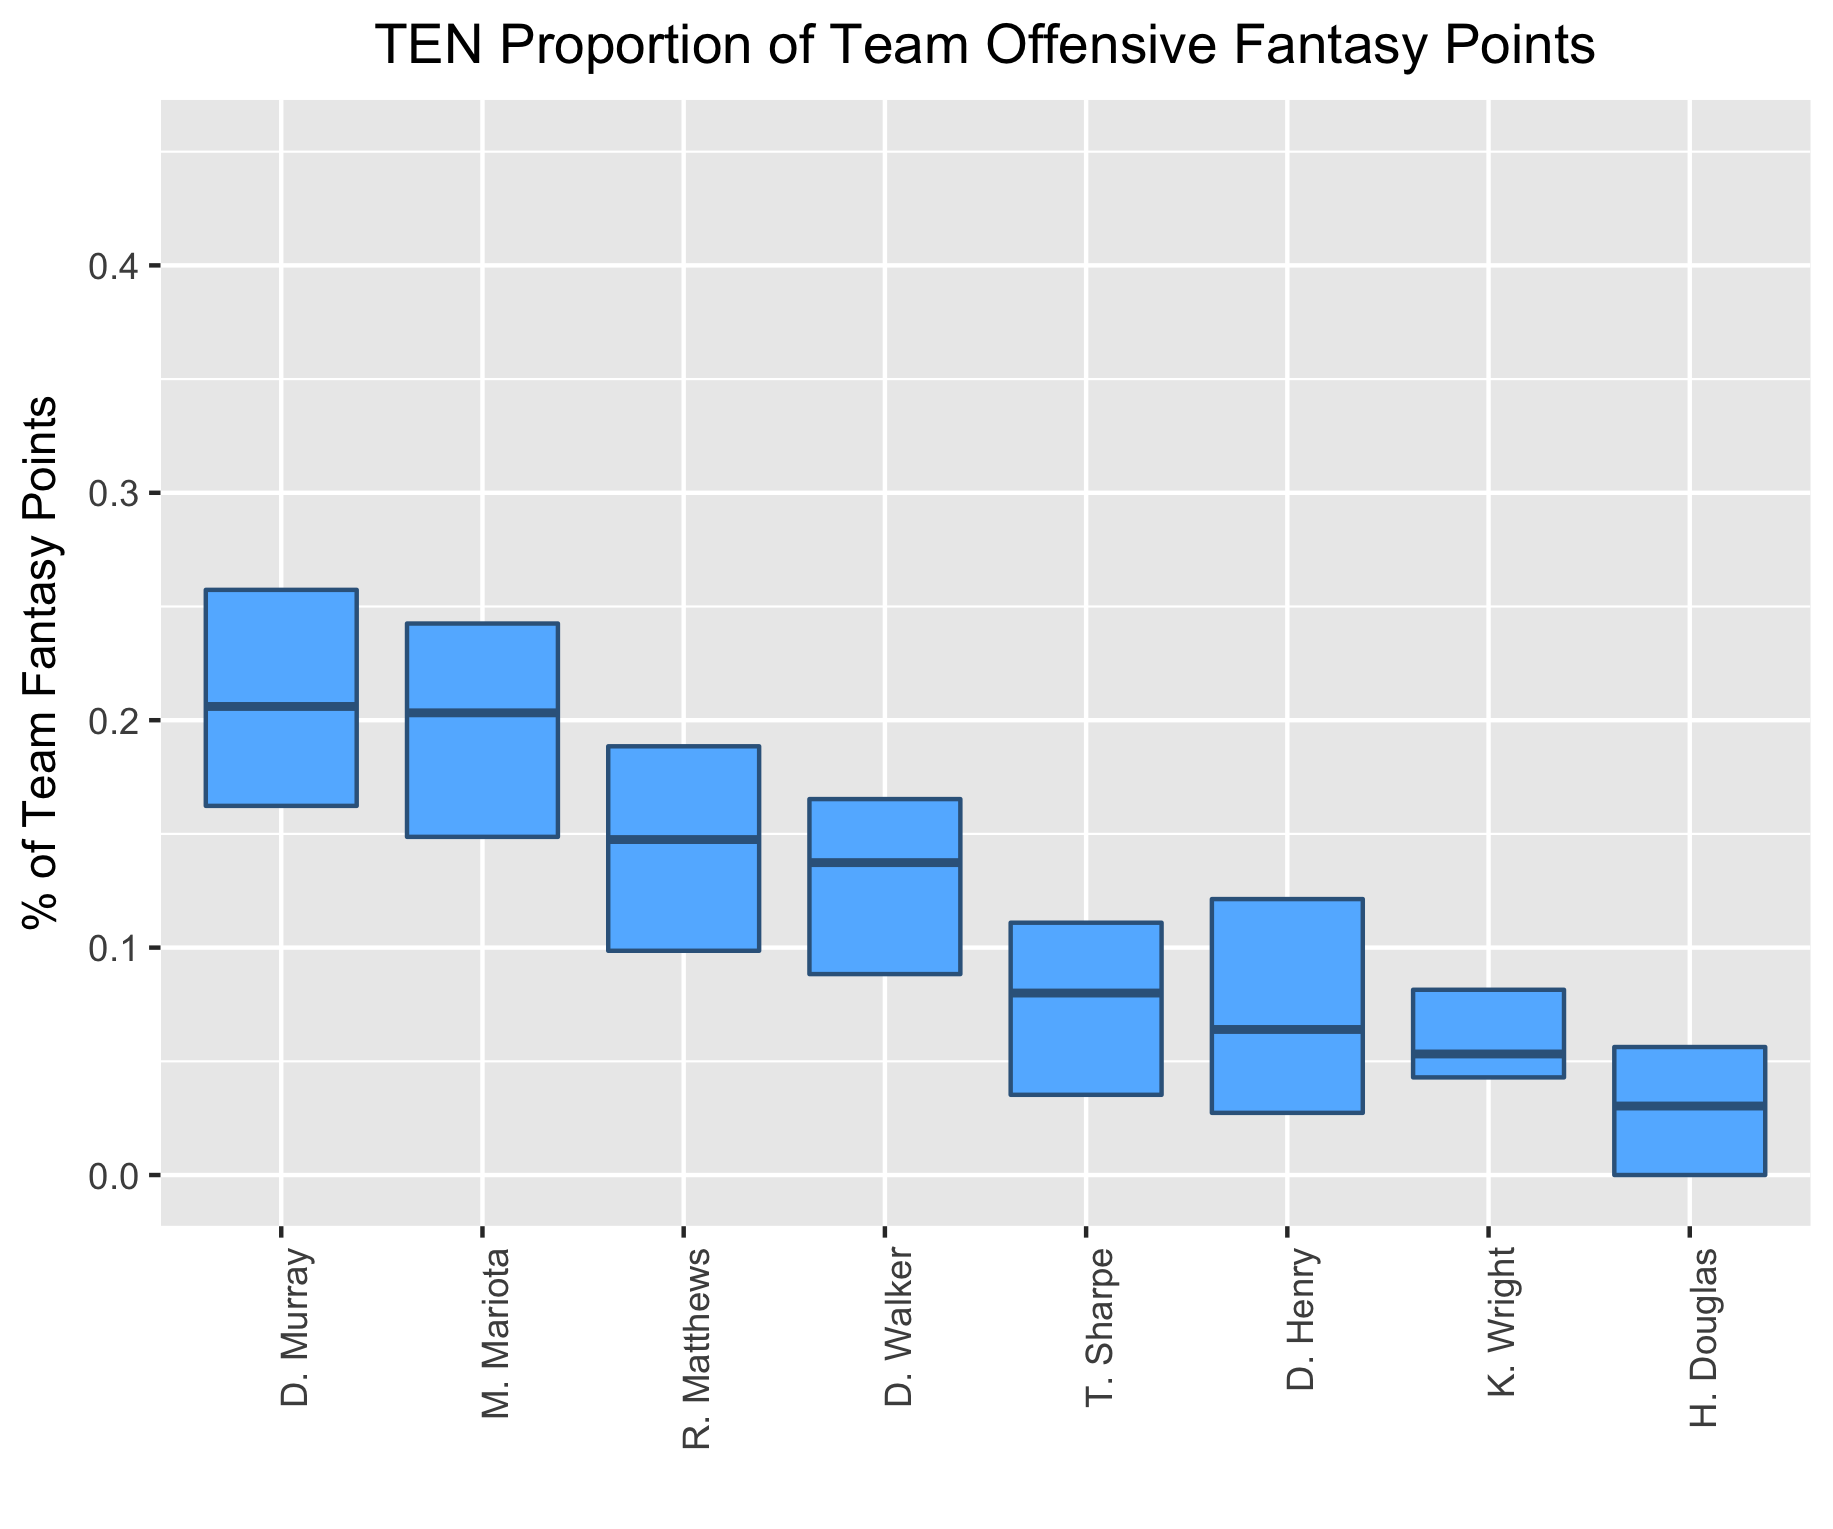 TEN Proportion of Team Offensive Fantasy Points
% of Team Fantasy Points
0.4
0.3
0.2
0.1
0.0
D. Murray
M. Mariota
R. Matthews
D. Walker
T. Sharpe
D. Henry
K. Wright
H. Douglas